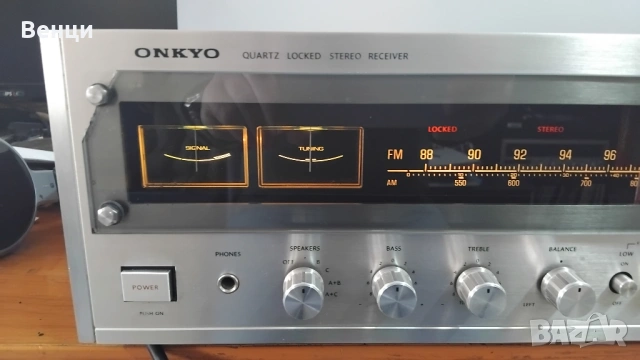 Венци
ONKYO QUARTZ LOCKED STEREO RECEIVER
SIGNAL TUNING
LOCKED STEREO
FM 88 90 92 94 96
AM 550 600 700
PHONES SPEAKERS BASS TREBLE BALANCE LOW
OFF B ON
C
A+B
A+C
LEFT OFF
POWER
PUSH ON
BAZAR